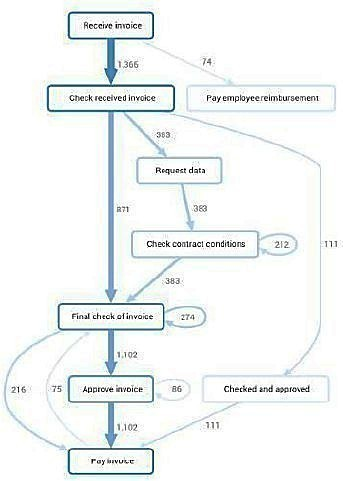 Receive invoice
1,366
74
Check received invoice
Pay employee reimbursement
363
Request data
871
383
111
Check contract conditions
212
383
Final check of invoice
274
1,102
216
75
Approve invoice
86
Checked and approved
1,102
111
Pay invoice